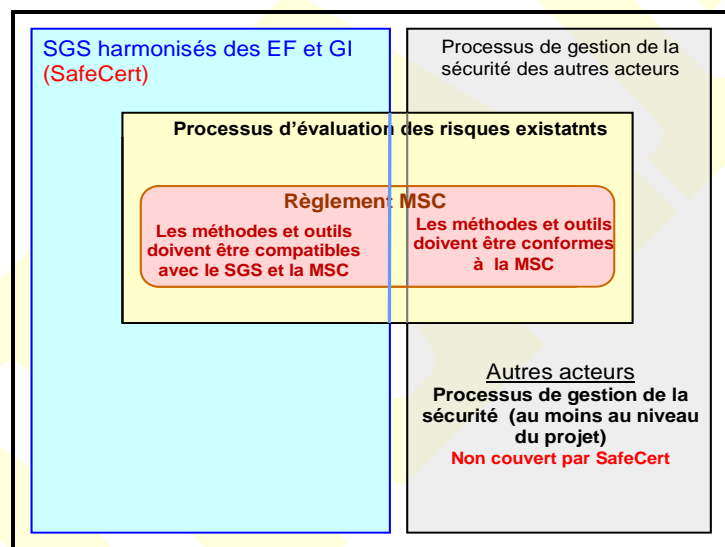 SGS harmonisés des EF et GI
(SafeCert)
Processus de gestion de la
sécurité des autres acteurs
Processus d'évaluation des risques existatnts
Règlement MSC
Les méthodes et outils
doivent être compatibles
avec le SGS et la MSC
Les méthodes et outils
doivent être conformes
à la MSC
Autres acteurs
Processus de gestion de la
sécurité (au moins au niveau
du projet)
Non couvert par SafeCert